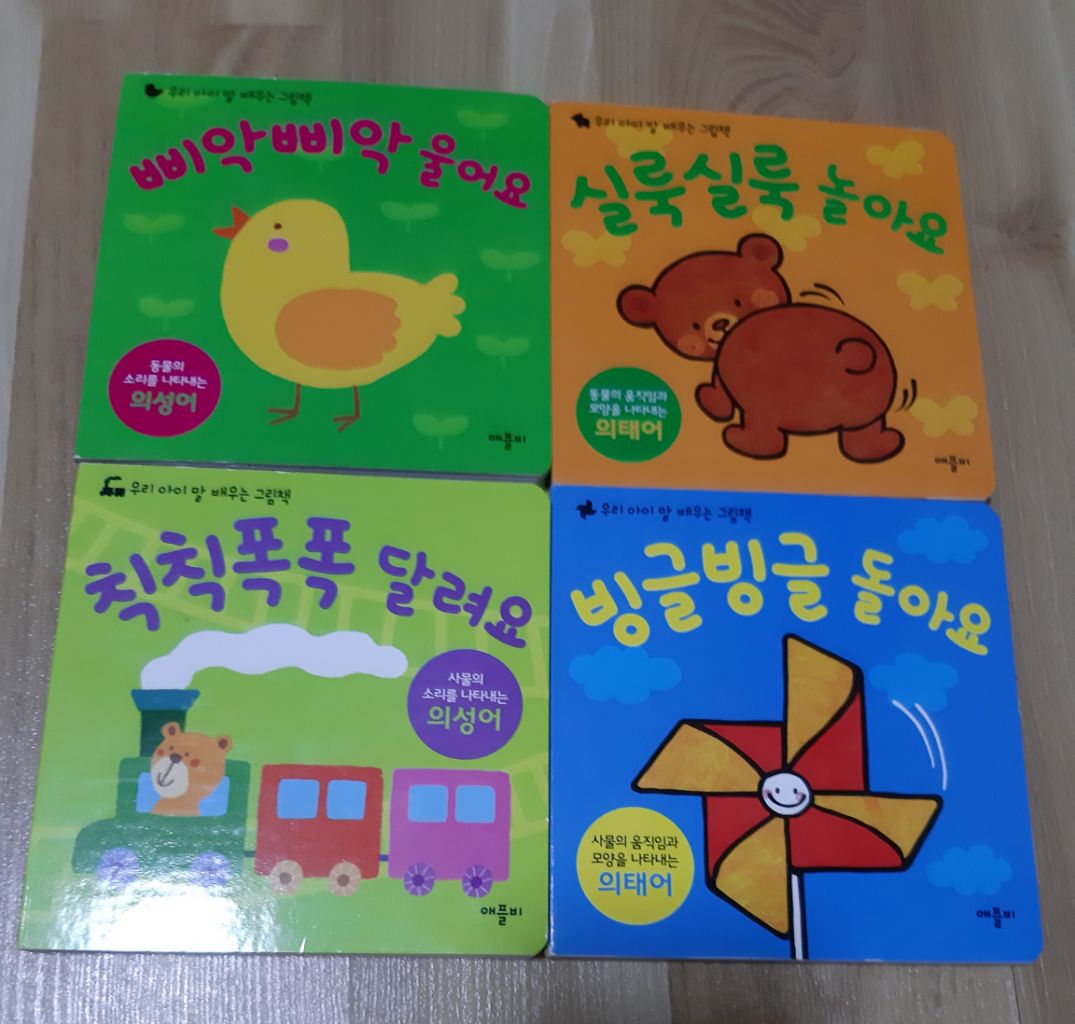 우리 아이 말 배우는 그림책
삐악삐악 울어요
동물의
소리를 나타내는
의성어
애플비
우리 아이 말 배우는 그림책
실룩실룩 놀아요
동물의 움직임과
모양을 나타내는
의태어
애플비
우리 아이 말 배우는 그림책
칙칙폭폭 달려요
사물의
소리를 나타내는
의성어
애플비
우리 아이 말 배우는 그림책
빙글빙글 돌아요
사물의 움직임과
모양을 나타내는
의태어
애플비